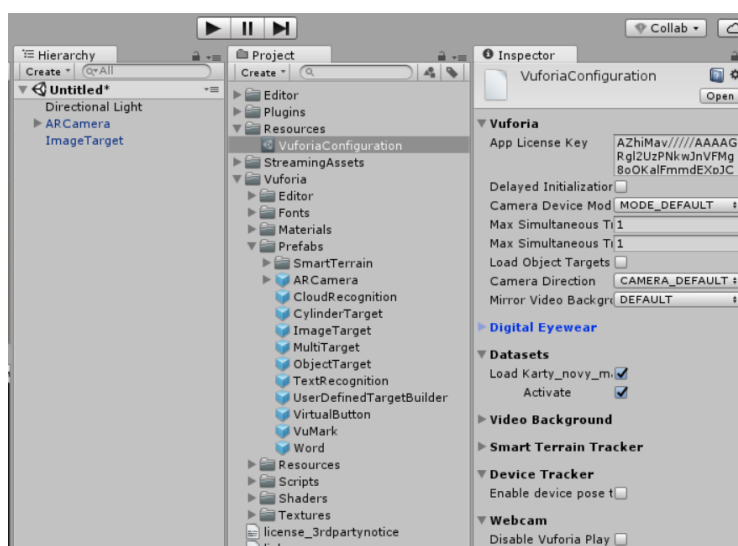 Collab
Hierarchy
Create
All
Untitled*
Directional Light
ARCamera
ImageTarget
Project
Create
Editor
Plugins
Resources
VuforiaConfiguration
StreamingAssets
Vuforia
Editor
Fonts
Materials
Prefabs
SmartTerrain
ARCamera
CloudRecognition
CylinderTarget
ImageTarget
MultiTarget
ObjectTarget
TextRecognition
UserDefinedTargetBuilder
VirtualButton
VuMark
Word
Resources
Scripts
Shaders
Textures
license_3rdpartynotice
Inspector
VuforiaConfiguration
Open
Vuforia
App License Key AZhiMav/////AAAAG
Rgl2UzPNkwJnVFMg
8oOKalFmmdEXpJC
Delayed Initialization
Camera Device Mod MODE_DEFAULT
Max Simultaneous Ti 1
Max Simultaneous Ti 1
Load Object Targets
Camera Direction CAMERA_DEFAULT
Mirror Video Backgro DEFAULT
Digital Eyewear
Datasets
Load Karty_novy_m
Activate
Video Background
Smart Terrain Tracker
Device Tracker
Enable device pose t
Webcam
Disable Vuforia Play